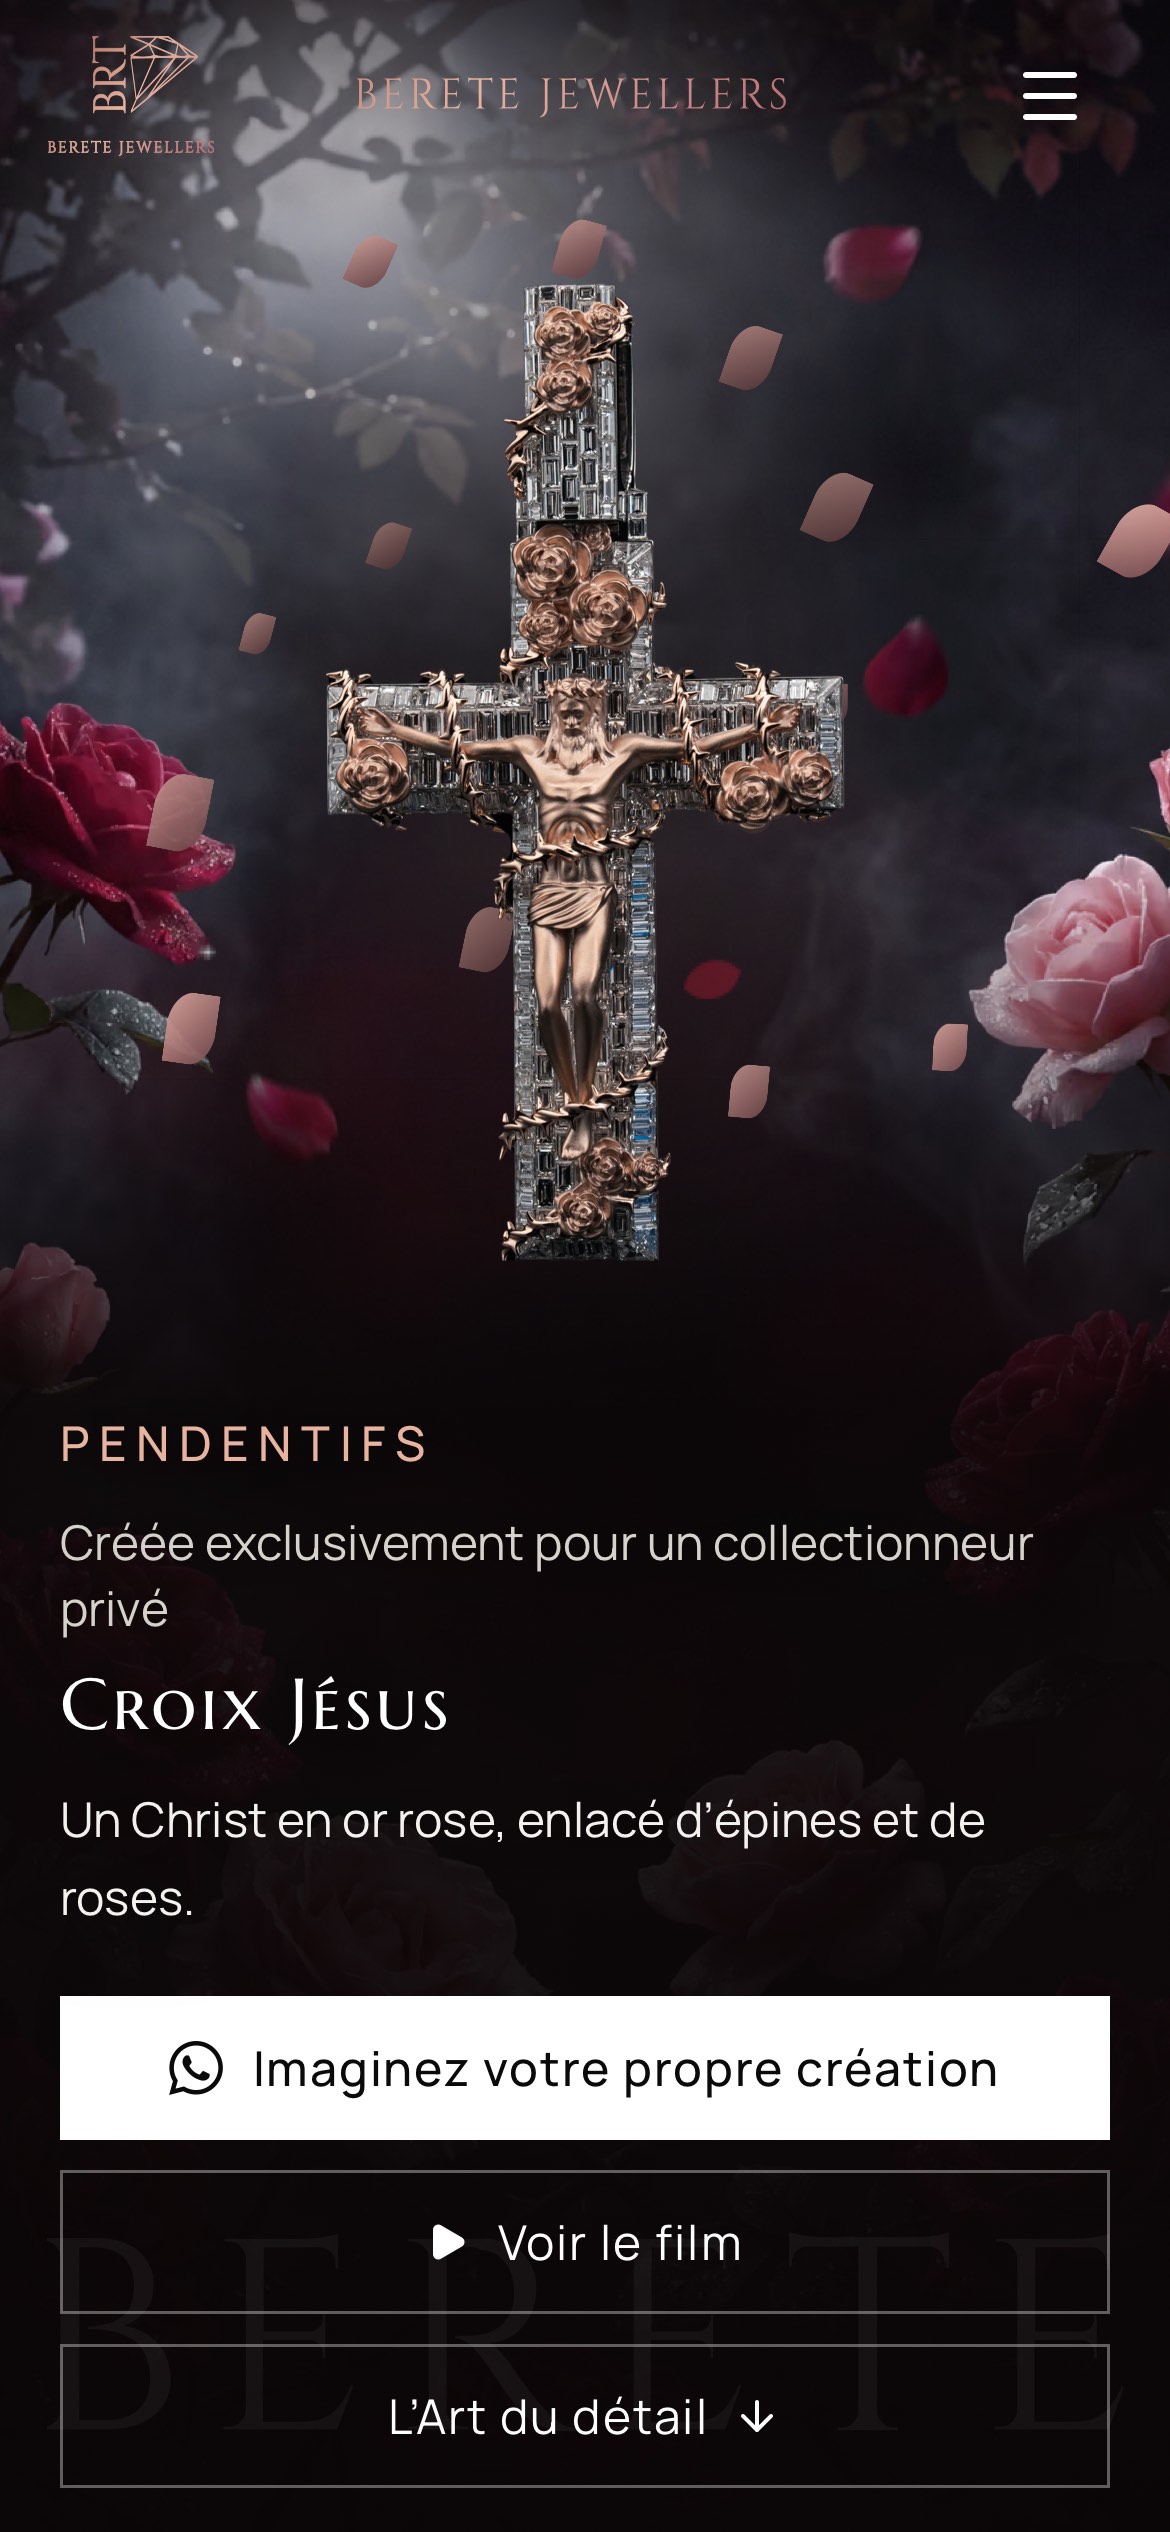 BRT
BERETE JEWELLERS
BERETE JEWELLERS
PENDENTIFS
Créée exclusivement pour un collectionneur
privé
Croix Jésus
Un Christ en or rose, enlacé d’épines et de
roses.
Imaginez votre propre création
Voir le film
L’Art du détail
BERETE